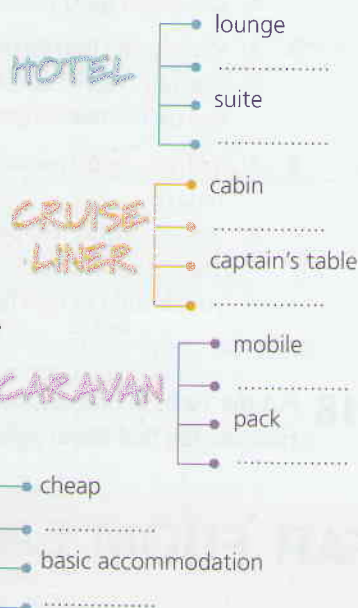 HOTEL
lounge
..................
suite
..................
CRUISE
LINER
cabin
..................
captain's table
..................
CARAVAN
mobile
..................
pack
..................
cheap
..................
basic accommodation
..................